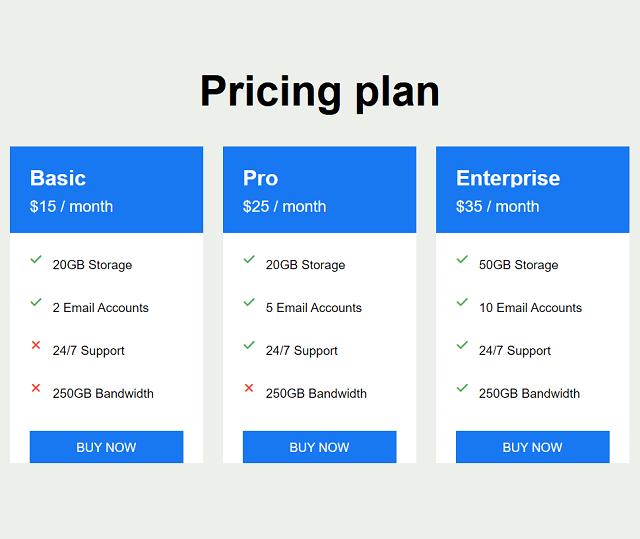 Pricing plan
Basic
$15 / month
20GB Storage
2 Email Accounts
24/7 Support
250GB Bandwidth
BUY NOW
Pro
$25 / month
20GB Storage
5 Email Accounts
24/7 Support
250GB Bandwidth
BUY NOW
Enterprise
$35 / month
50GB Storage
10 Email Accounts
24/7 Support
250GB Bandwidth
BUY NOW